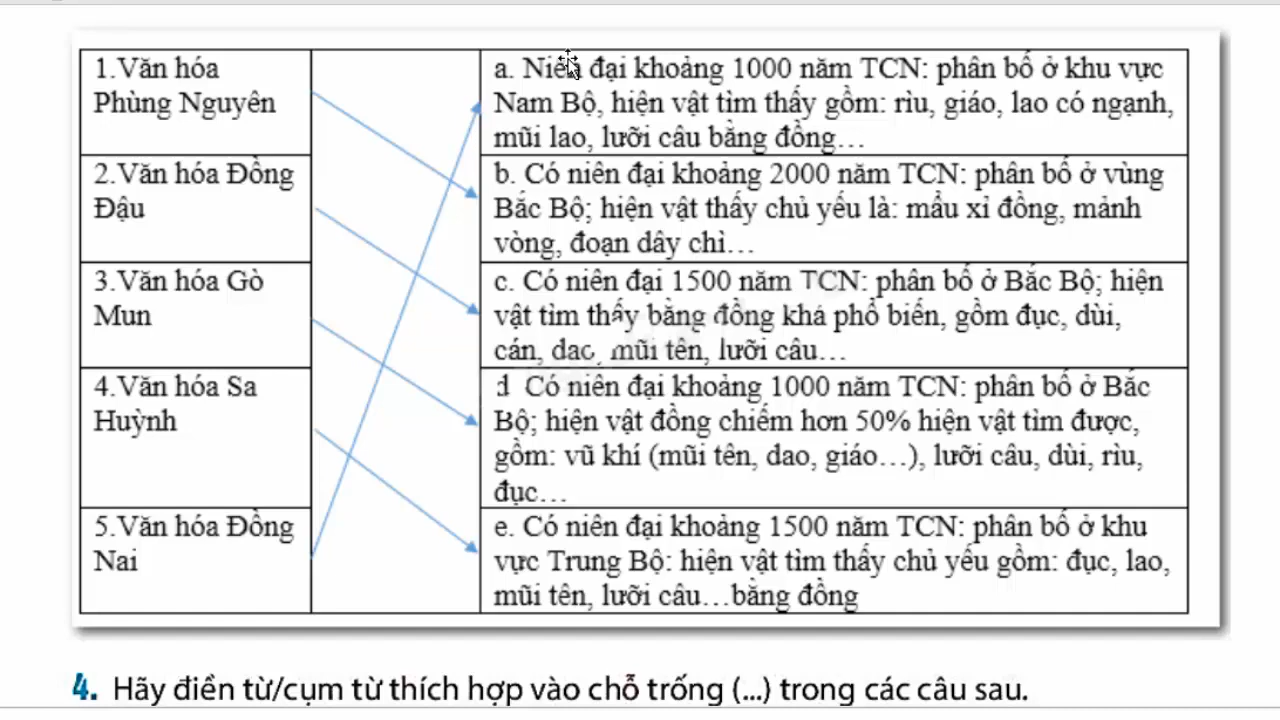 1.Văn hóa
Phùng Nguyên
a. Niên đại khoảng 1000 năm TCN: phân bố ở khu vực
Nam Bộ, hiện vật tìm thấy gồm: rìu, giáo, lao có ngạnh,
mũi lao, lưỡi câu bằng đồng…
2.Văn hóa Đồng
Đậu
b. Có niên đại khoảng 2000 năm TCN: phân bố ở vùng
Bắc Bộ; hiện vật thấy chủ yếu là: mẩu xỉ đồng, mảnh
vòng, đoạn dây chì…
3.Văn hóa Gò
Mun
c. Có niên đại 1500 năm TCN: phân bố ở Bắc Bộ; hiện
vật tìm thấy bằng đồng khá phổ biến, gồm đục, dùi,
cán, dao, mũi tên, lưỡi câu…
4.Văn hóa Sa
Huỳnh
d Có niên đại khoảng 1000 năm TCN: phân bố ở Bắc
Bộ; hiện vật đồng chiếm hơn 50% hiện vật tìm được,
gồm: vũ khí (mũi tên, dao, giáo…), lưỡi câu, dùi, rìu,
đục…
5.Văn hóa Đồng
Nai
e. Có niên đại khoảng 1500 năm TCN: phân bố ở khu
vực Trung Bộ: hiện vật tìm thấy chủ yếu gồm: đục, lao,
mũi tên, lưỡi câu…bằng đồng
4. Hãy điền từ/cụm từ thích hợp vào chỗ trống (...) trong các câu sau.